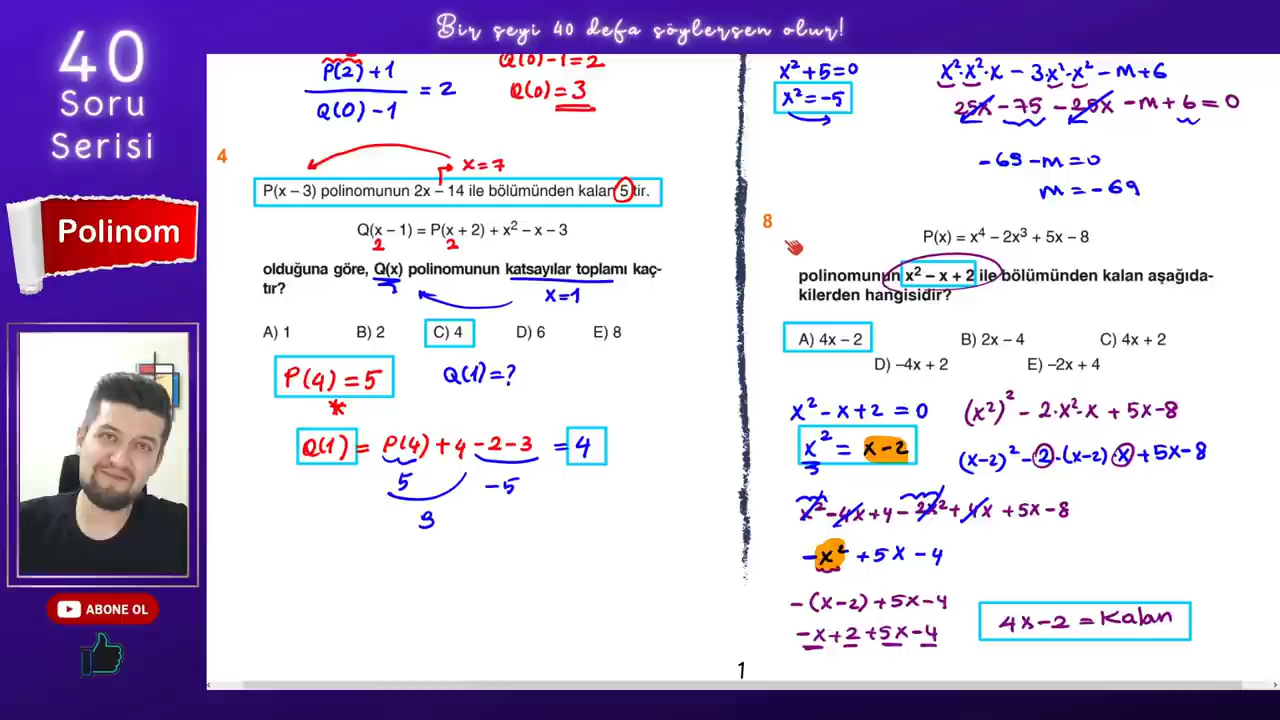 Bir şeyi 40 defa söylersen olur!
40
Soru
Serisi
Polinom
ABONE OL
P(2)+1
Q(0)-1
= 2
Q(0)-1=2
Q(0)=3
4
x=7
P(x – 3) polinomunun 2x – 14 ile bölümünden kalan 5 tir.
Q(x – 1) = P(x + 2) + x² – x – 3
2 2
olduğuna göre, Q(x) polinomunun katsayılar toplamı kaç-
tır?
1
x=1
A) 1 B) 2 C) 4 D) 6 E) 8
P(4)=5
*
Q(1)=?
Q(1) = P(4)+4-2-3 = 4
5 -5
9
x²+5=0
x²=-5
x²·x²·x - 3·x²·x² - m+6
25x -75 -25x -m+6=0
-69-m=0
m=-69
8
P(x) = x⁴ – 2x³ + 5x – 8
polinomunun x² – x + 2 ile bölümünden kalan aşağıda-
kilerden hangisidir?
A) 4x – 2 B) 2x – 4 C) 4x + 2
D) –4x + 2 E) –2x + 4
x²-x+2=0
x² = x-2
(x²)² - 2·x²·x + 5x-8
(x-2)² -2·(x-2)·x+5x-8
x²-4x+4-2x²+4x+5x-8
-x²+5x-4
-(x-2)+5x-4
-x+2+5x-4
4x-2=Kalan
1